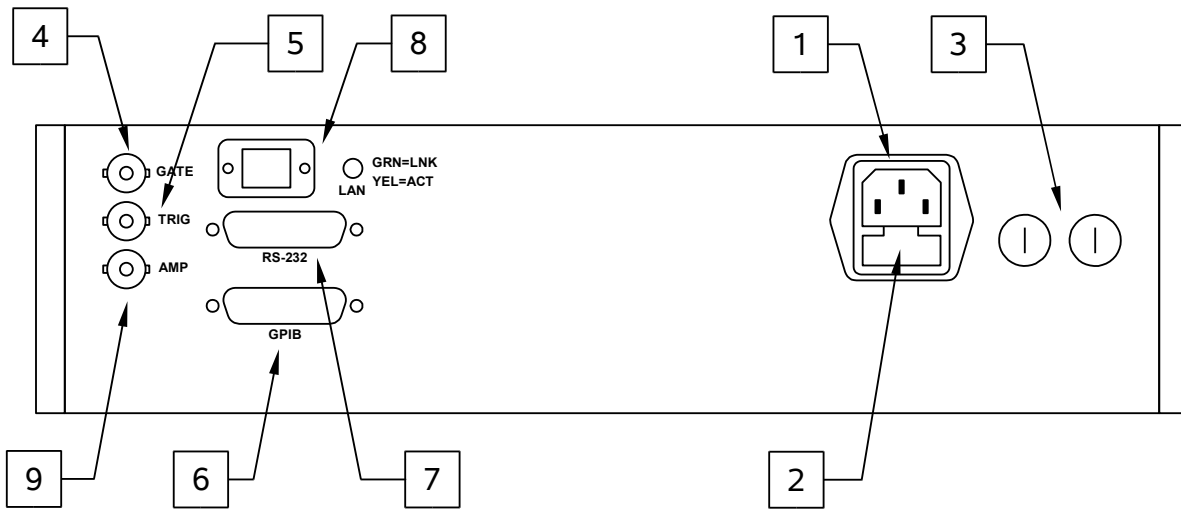 4
5
8
1
3
GATE
TRIG
AMP
LAN
GRN=LNK
YEL=ACT
RS-232
GPIB
9
6
7
2